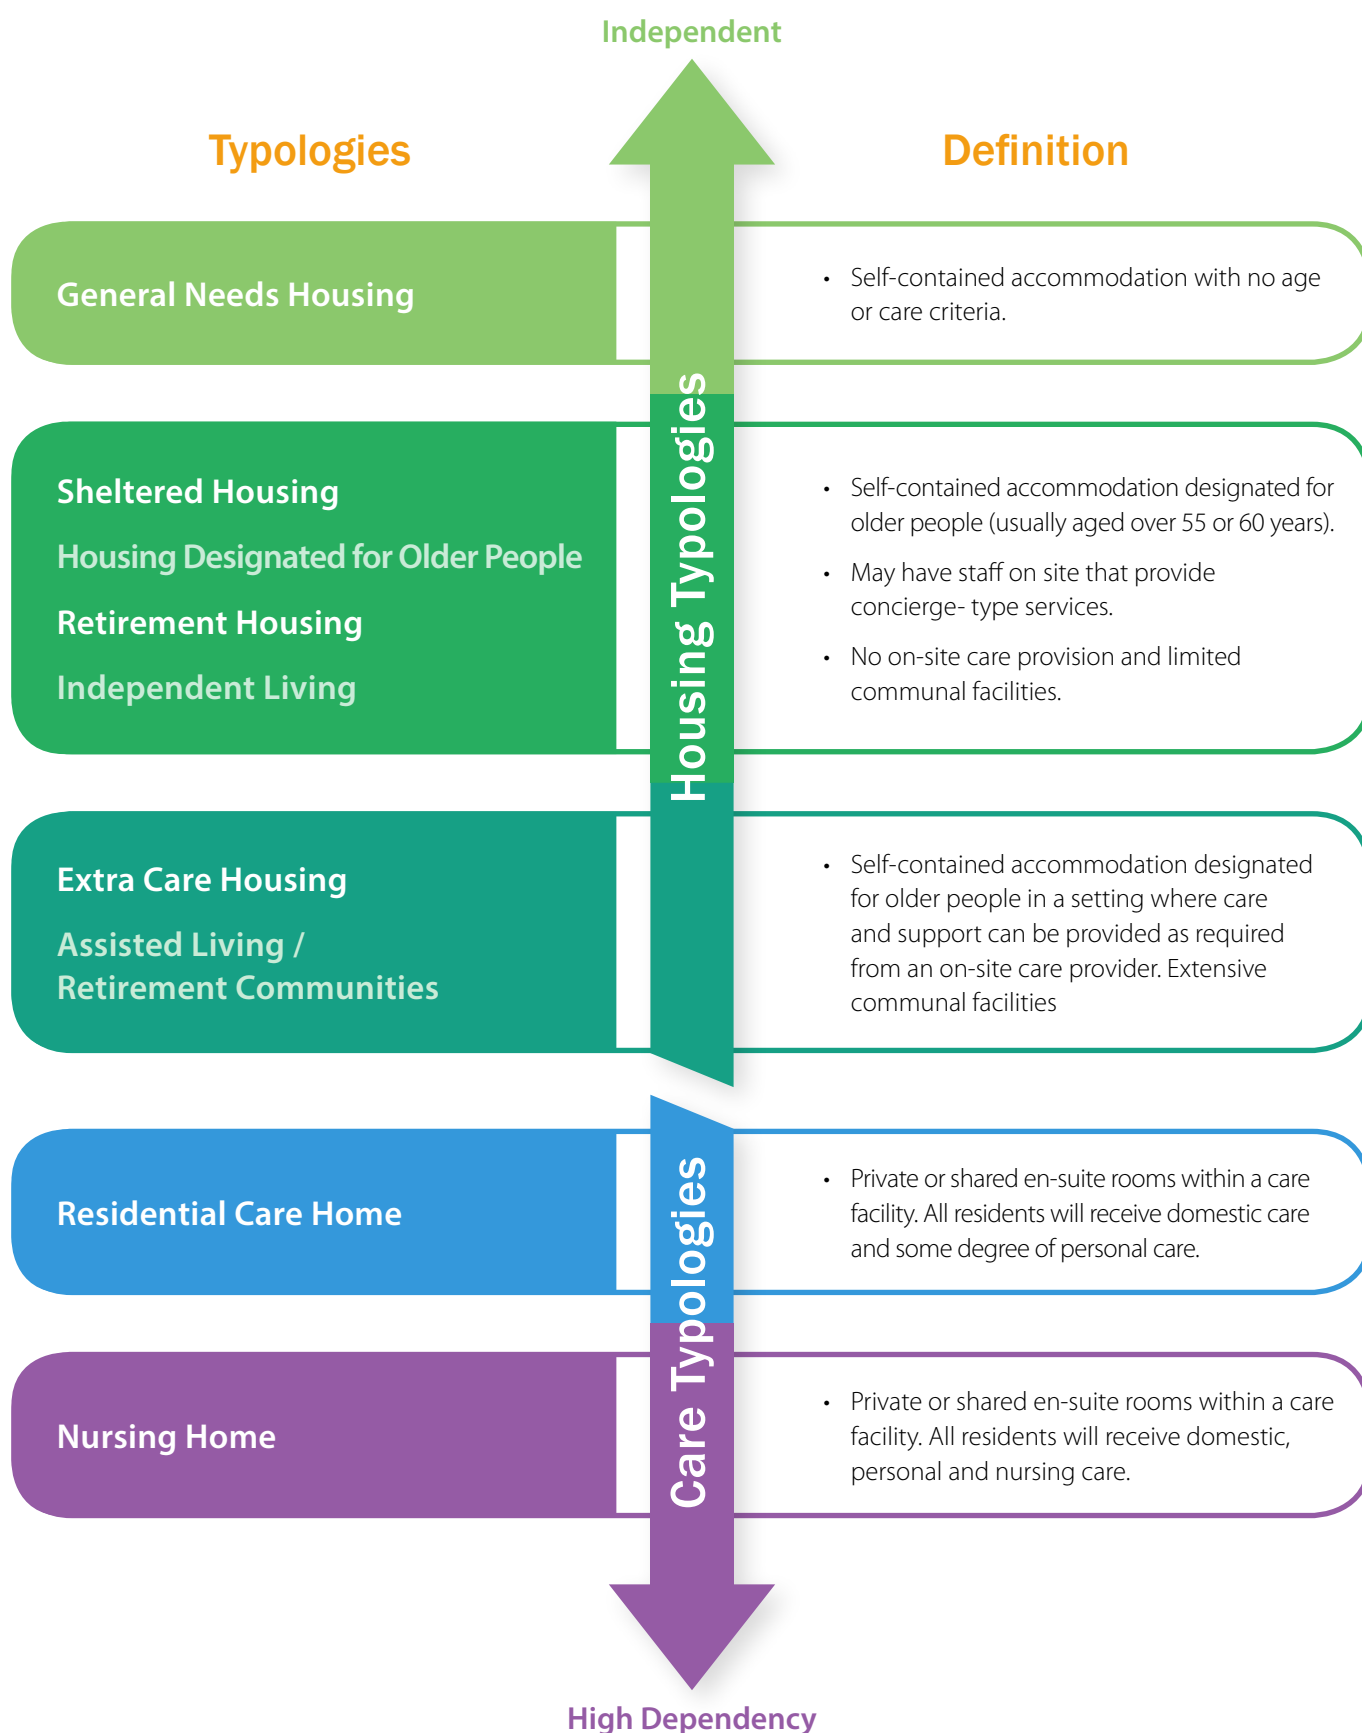 Independent
Typologies
Definition
General Needs Housing
• Self-contained accommodation with no age
or care criteria.
Housing Typologies
Sheltered Housing
Housing Designated for Older People
Retirement Housing
Independent Living
• Self-contained accommodation designated for
older people (usually aged over 55 or 60 years).
• May have staff on site that provide
concierge- type services.
• No on-site care provision and limited
communal facilities.
Extra Care Housing
Assisted Living /
Retirement Communities
• Self-contained accommodation designated
for older people in a setting where care
and support can be provided as required
from an on-site care provider. Extensive
communal facilities
Care Typologies
Residential Care Home
• Private or shared en-suite rooms within a care
facility. All residents will receive domestic care
and some degree of personal care.
Nursing Home
• Private or shared en-suite rooms within a care
facility. All residents will receive domestic,
personal and nursing care.
High Dependency